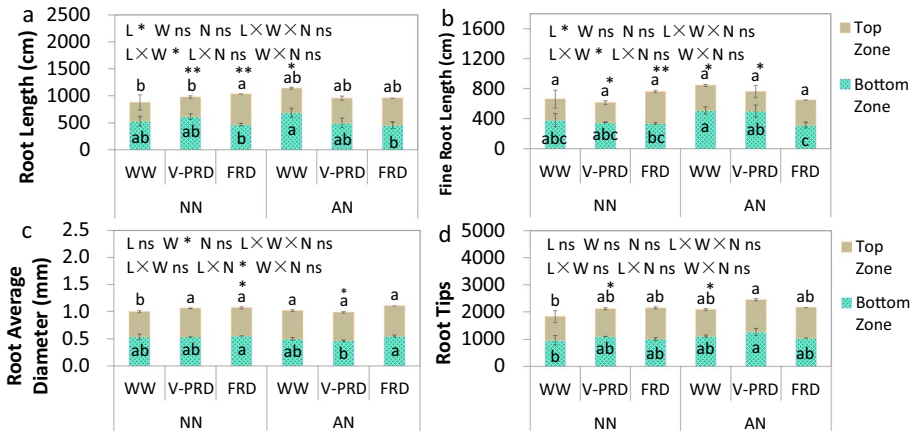 a
2500
2000
1500
1000
500
0
Root Length (cm)
L * W ns N ns L×W×N ns
L×W * L×N ns W×N ns
** ** *
b b a ab ab ab
ab ab b a ab b
WW V-PRD FRD WW V-PRD FRD
NN AN
b
1600
1200
800
400
0
Fine Root Length (cm)
L * W ns N ns L×W×N ns
L×W * L×N ns W×N ns
* ** * *
a a a a a a
abc abc bc a ab c
WW V-PRD FRD WW V-PRD FRD
NN AN
Top
Zone
Bottom
Zone
c
2.5
2.0
1.5
1.0
0.5
0.0
Root Average
Diameter (mm)
L ns W * N ns L×W×N ns
L×W ns L×N * W×N ns
* *
b a a a a a
ab ab a ab b a
WW V-PRD FRD WW V-PRD FRD
NN AN
d
5000
4000
3000
2000
1000
0
Root Tips
L ns W ns N ns L×W×N ns
L×W ns L×N ns W×N ns
* *
b ab ab ab a ab
b ab ab ab a ab
WW V-PRD FRD WW V-PRD FRD
NN AN
Top
Zone
Bottom
Zone